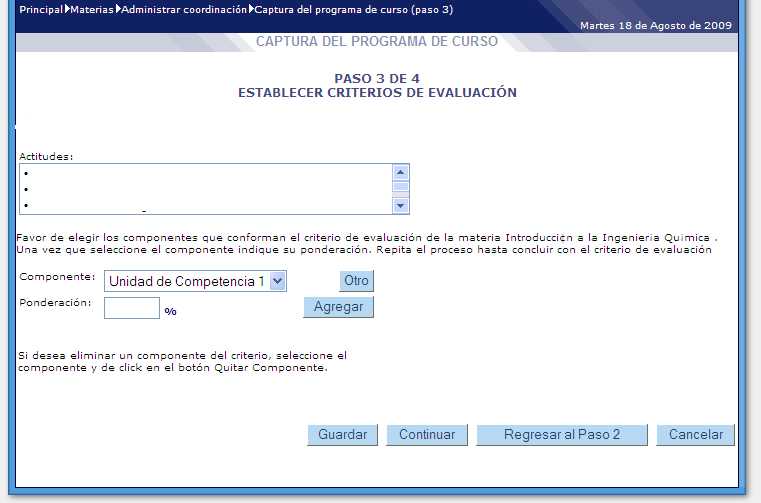 Principal Materias Administrar coordinación Captura del programa de curso (paso 3)
Martes 18 de Agosto de 2009
CAPTURA DEL PROGRAMA DE CURSO
PASO 3 DE 4
ESTABLECER CRITERIOS DE EVALUACIÓN
Actitudes:
•
•
•
Favor de elegir los componentes que conforman el criterio de evaluación de la materia Introduccićn a la Ingenieria Quimica .
Una vez que seleccione el componente indique su ponderación. Repita el proceso hasta concluir con el criterio de evaluación
Componente: Unidad de Competencia 1 Otro
Ponderación: % Agregar
Si desea eliminar un componente del criterio, seleccione el
componente y de click en el botón Quitar Componente.
Guardar Continuar Regresar al Paso 2 Cancelar